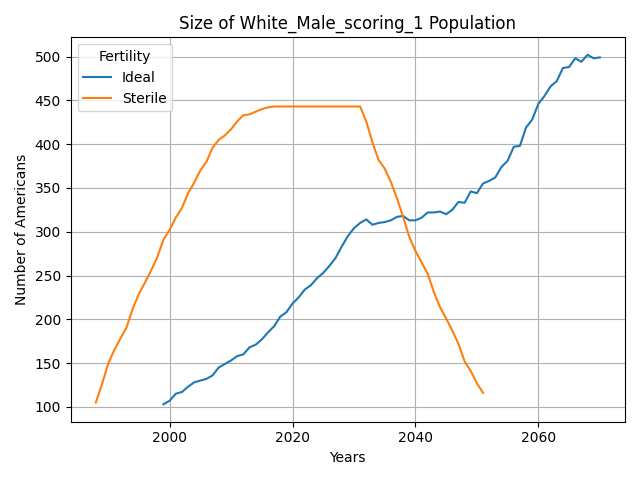 Size of White_Male_scoring_1 Population
Fertility
Ideal
Sterile
Number of Americans
500
450
400
350
300
250
200
150
100
2000
2020
2040
2060
Years